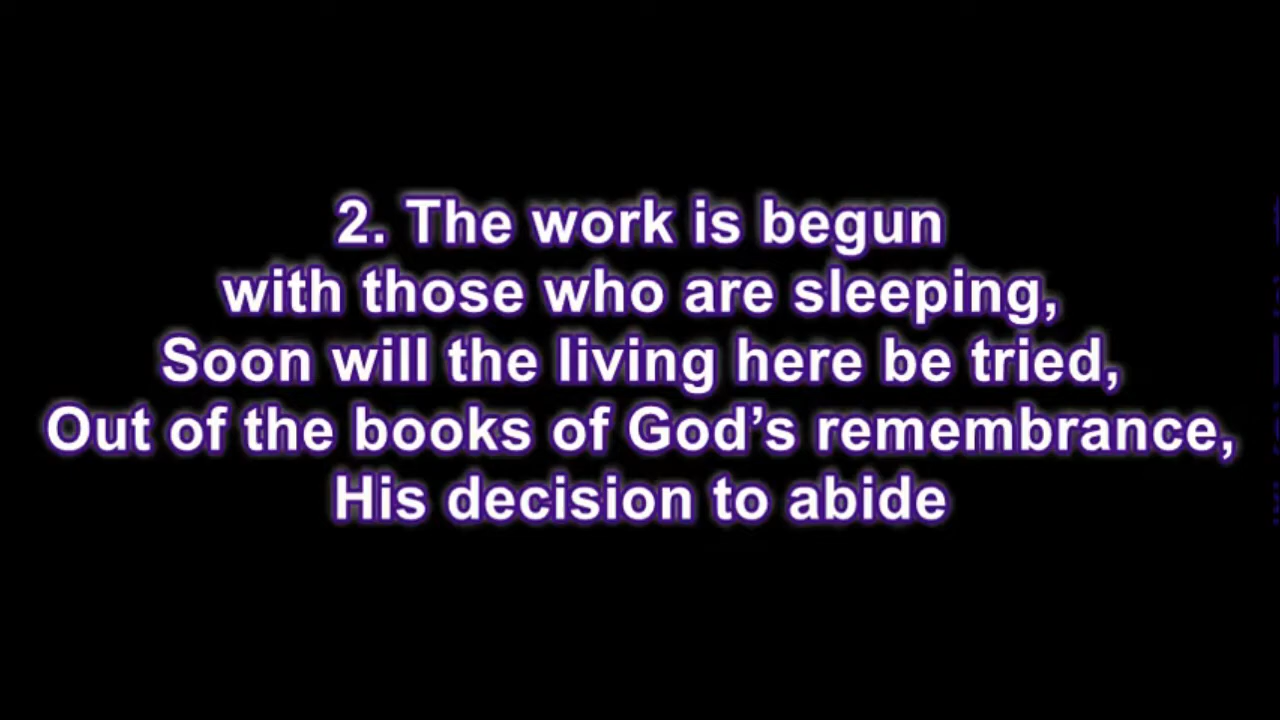 2. The work is begun
with those who are sleeping,
Soon will the living here be tried,
Out of the books of God’s remembrance,
His decision to abide